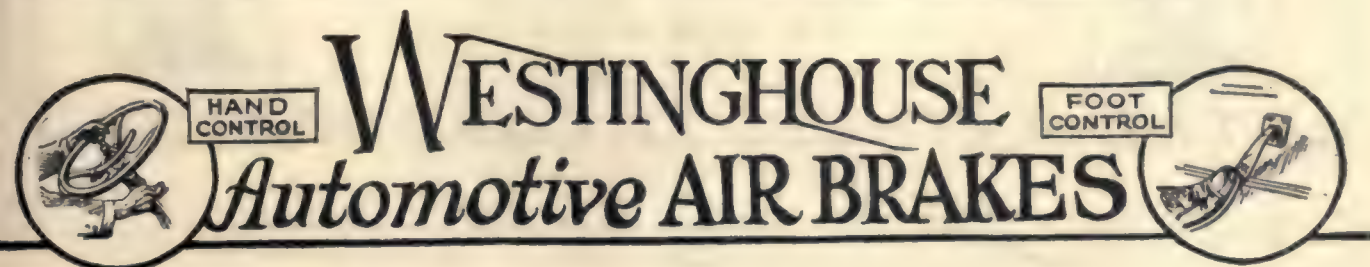 HAND
CONTROL
WESTINGHOUSE
Automotive AIR BRAKES
FOOT
CONTROL